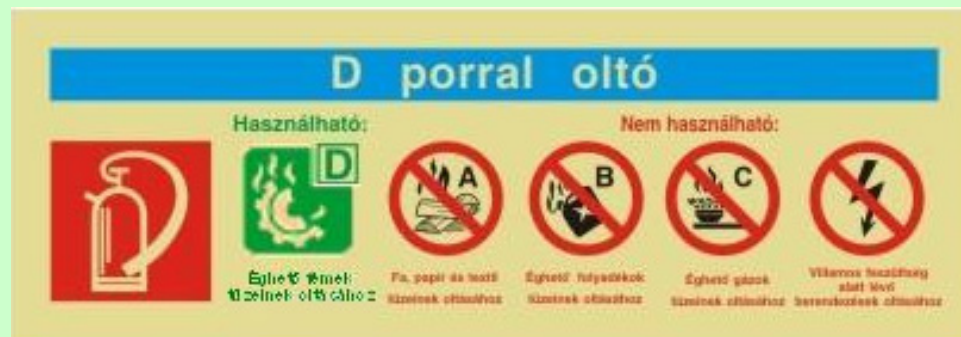 D porral oltó
Használható:
Nem használható:
D
A
B
C
Éghető fémek
tüzeinek oltásához
Fa, papír és textil
tüzeinek oltásához
Éghető folyadékok
tüzeinek oltásához
Éghető gázok
tüzeinek oltásához
Villamos feszültség
alatt lévő
berendezések oltásához